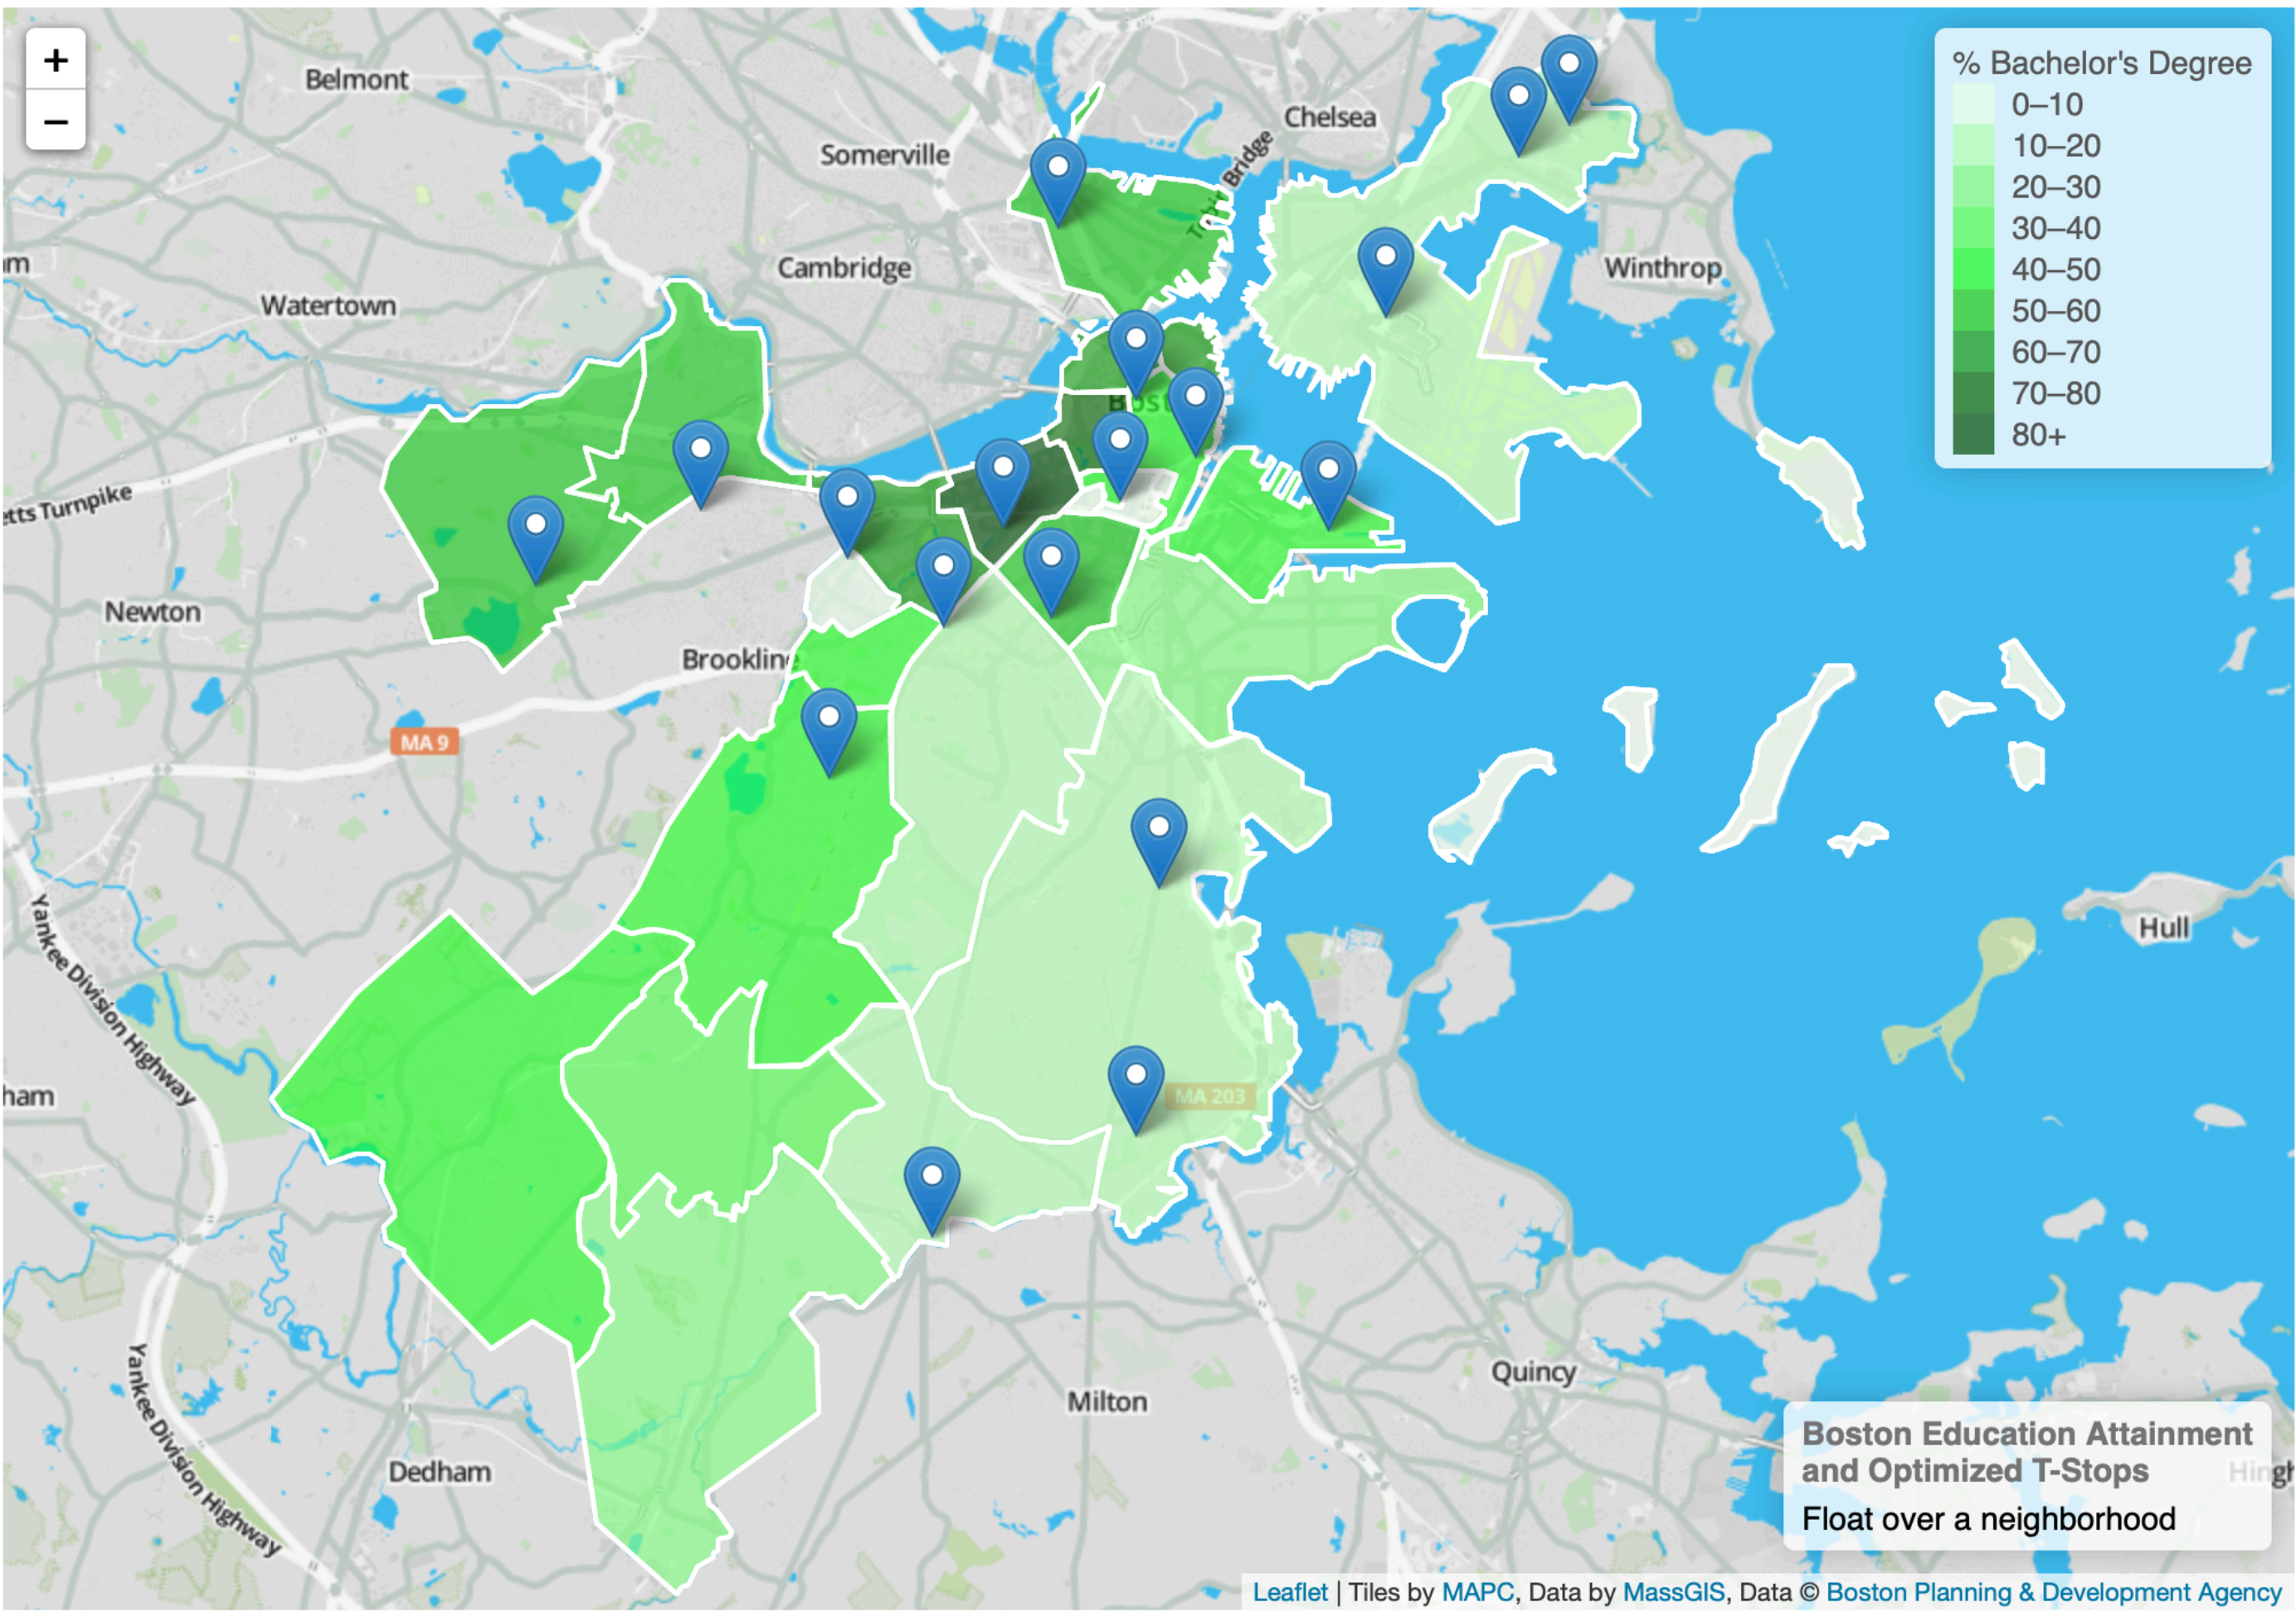 +
−
Belmont
Somerville
Chelsea
Bridge
Cambridge
Winthrop
Watertown
etts Turnpike
Newton
Brookline
MA 9
Yankee Division Highway
Hull
MA 203
ham
Yankee Division Highway
Dedham
Milton
Quincy
% Bachelor's Degree
0–10
10–20
20–30
30–40
40–50
50–60
60–70
70–80
80+
Boston Education Attainment
and Optimized T-Stops
Float over a neighborhood
Leaflet | Tiles by MAPC, Data by MassGIS, Data © Boston Planning & Development Agency